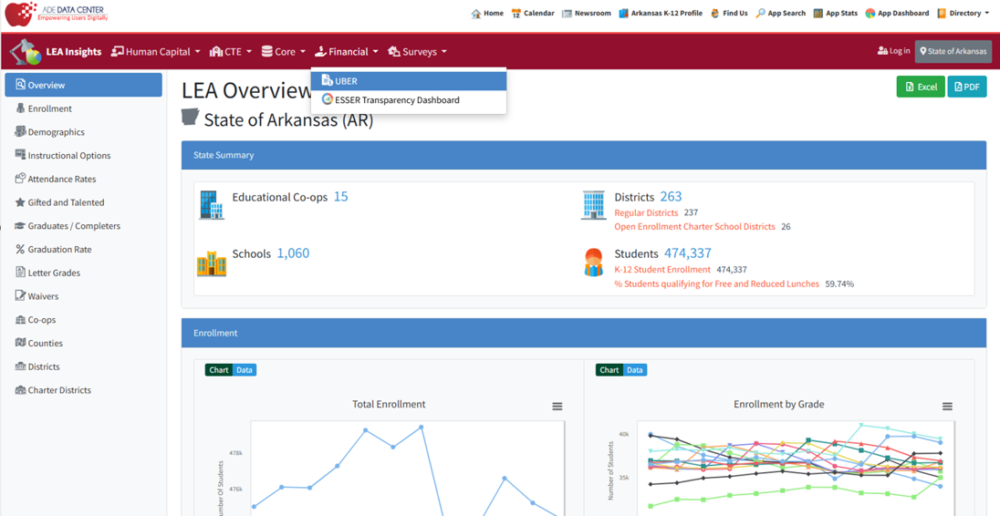 ADE DATA CENTER
Empowering Users Digitally
Home Calendar Newsroom Arkansas K-12 Profile Find Us App Search App Stats App Dashboard Directory
LEA Insights Human Capital CTE Core Financial Surveys Log in State of Arkansas
UBER
ESSER Transparency Dashboard
Overview
Enrollment
Demographics
Instructional Options
Attendance Rates
Gifted and Talented
Graduates / Completers
Graduation Rate
Letter Grades
Waivers
Co-ops
Counties
Districts
Charter Districts
LEA Overview
Excel PDF
State of Arkansas (AR)
State Summary
Educational Co-ops 15
Districts 263
Regular Districts 237
Open Enrollment Charter School Districts 26
Schools 1,060
Students 474,337
K-12 Student Enrollment 474,337
% Students qualifying for Free and Reduced Lunches 59.74%
Enrollment
Chart Data
Total Enrollment
478k
476k
Number Of Students
Chart Data
Enrollment by Grade
40k
35k
Number of Students